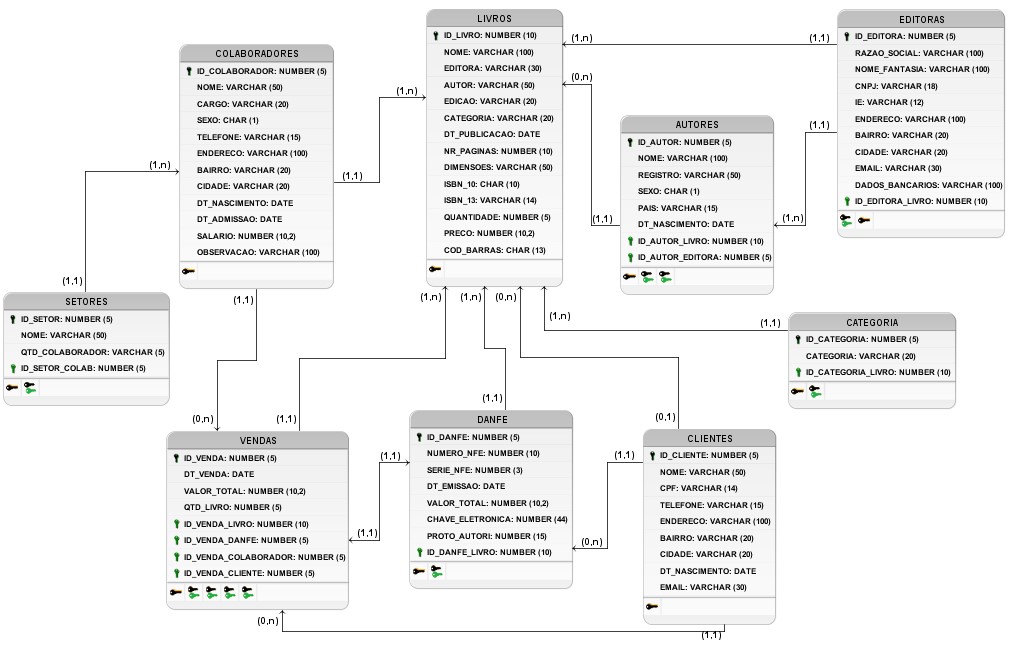 LIVROS
ID_LIVRO: NUMBER (10)
NOME: VARCHAR (100)
EDITORA: VARCHAR (30)
AUTOR: VARCHAR (50)
EDICAO: VARCHAR (20)
CATEGORIA: VARCHAR (20)
DT_PUBLICACAO: DATE
NR_PAGINAS: NUMBER (10)
DIMENSOES: VARCHAR (50)
ISBN_10: CHAR (10)
ISBN_13: VARCHAR (14)
QUANTIDADE: NUMBER (5)
PRECO: NUMBER (10,2)
COD_BARRAS: CHAR (13)
EDITORAS
ID_EDITORA: NUMBER (5)
RAZAO_SOCIAL: VARCHAR (100)
NOME_FANTASIA: VARCHAR (100)
CNPJ: VARCHAR (18)
IE: VARCHAR (12)
ENDERECO: VARCHAR (100)
BAIRRO: VARCHAR (20)
CIDADE: VARCHAR (20)
EMAIL: VARCHAR (30)
DADOS_BANCARIOS: VARCHAR (100)
ID_EDITORA_LIVRO: NUMBER (10)
(1,n)
(1,1)
(0,n)
(1,n)
(1,1)
(1,n)
(1,1)
COLABORADORES
ID_COLABORADOR: NUMBER (5)
NOME: VARCHAR (50)
CARGO: VARCHAR (20)
SEXO: CHAR (1)
TELEFONE: VARCHAR (15)
ENDERECO: VARCHAR (100)
BAIRRO: VARCHAR (20)
CIDADE: VARCHAR (20)
DT_NASCIMENTO: DATE
DT_ADMISSAO: DATE
SALARIO: NUMBER (10,2)
OBSERVACAO: VARCHAR (100)
(1,n)
(1,1)
AUTORES
ID_AUTOR: NUMBER (5)
NOME: VARCHAR (100)
REGISTRO: VARCHAR (50)
SEXO: CHAR (1)
PAIS: VARCHAR (15)
DT_NASCIMENTO: DATE
ID_AUTOR_LIVRO: NUMBER (10)
ID_AUTOR_EDITORA: NUMBER (5)
(1,1)
(1,n)
(1,1)
(1,1)
(1,n)
(1,n)
(0,n)
(1,n)
(1,1)
SETORES
ID_SETOR: NUMBER (5)
NOME: VARCHAR (50)
QTD_COLABORADOR: VARCHAR (5)
ID_SETOR_COLAB: NUMBER (5)
CATEGORIA
ID_CATEGORIA: NUMBER (5)
CATEGORIA: VARCHAR (20)
ID_CATEGORIA_LIVRO: NUMBER (10)
(0,n)
(1,1)
(1,1)
(0,1)
VENDAS
ID_VENDA: NUMBER (5)
DT_VENDA: DATE
VALOR_TOTAL: NUMBER (10,2)
QTD_LIVRO: NUMBER (5)
ID_VENDA_LIVRO: NUMBER (10)
ID_VENDA_DANFE: NUMBER (5)
ID_VENDA_COLABORADOR: NUMBER (5)
ID_VENDA_CLIENTE: NUMBER (5)
DANFE
ID_DANFE: NUMBER (5)
NUMERO_NFE: NUMBER (10)
SERIE_NFE: NUMBER (3)
DT_EMISSAO: DATE
VALOR_TOTAL: NUMBER (10,2)
CHAVE_ELETRONICA: NUMBER (44)
PROTO_AUTORI: NUMBER (15)
ID_DANFE_LIVRO: NUMBER (10)
CLIENTES
ID_CLIENTE: NUMBER (5)
NOME: VARCHAR (50)
CPF: VARCHAR (14)
TELEFONE: VARCHAR (15)
ENDERECO: VARCHAR (100)
BAIRRO: VARCHAR (20)
CIDADE: VARCHAR (20)
DT_NASCIMENTO: DATE
EMAIL: VARCHAR (30)
(1,1)
(1,1)
(1,1)
(0,n)
(0,n)
(1,1)